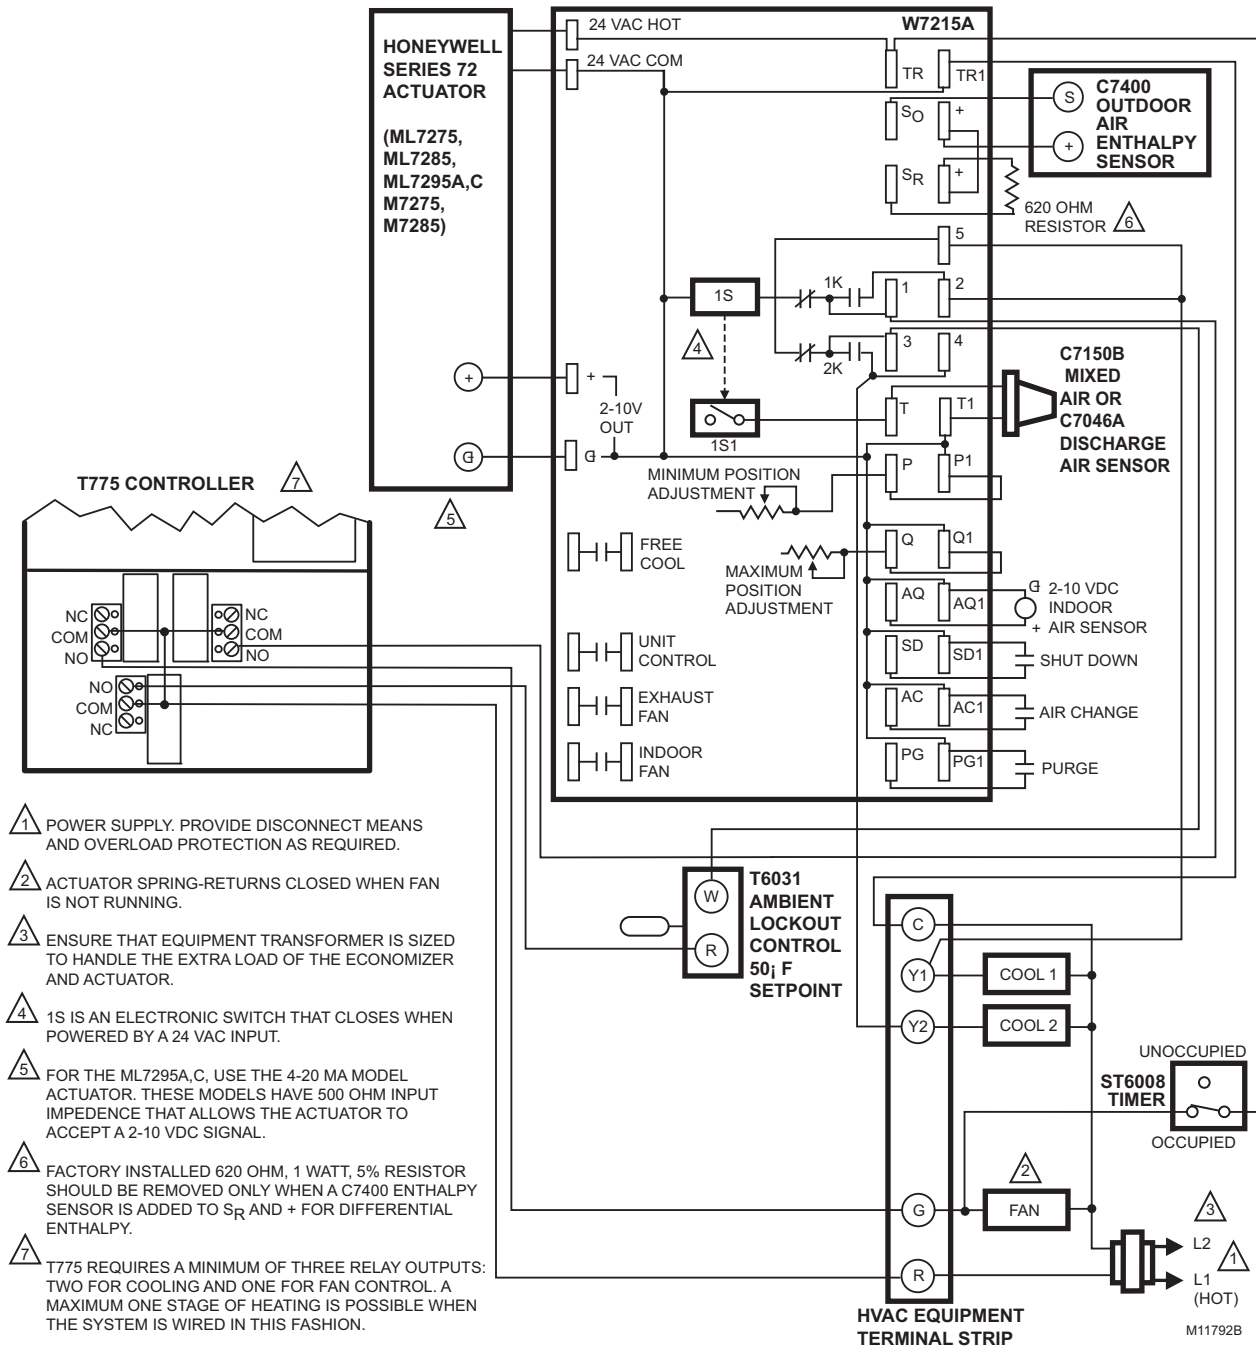 HONEYWELL
SERIES 72
ACTUATOR
(ML7275,
ML7285,
ML7295A,C
M7275,
M7285)
+
G
5
24 VAC HOT
24 VAC COM
W7215A
TR
TR1
SO
+
SR
+
S
+
C7400
OUTDOOR
AIR
ENTHALPY
SENSOR
620 OHM
RESISTOR
6
5
1S
1K
1
2
4
2K
3
4
+
2-10V
OUT
G
1S1
T
T1
C7150B
MIXED
AIR OR
C7046A
DISCHARGE
AIR SENSOR
MINIMUM POSITION
ADJUSTMENT
P
P1
FREE
COOL
MAXIMUM
POSITION
ADJUSTMENT
Q
Q1
AQ
AQ1
G 2-10 VDC
INDOOR
+ AIR SENSOR
UNIT
CONTROL
SD
SD1
SHUT DOWN
EXHAUST
FAN
AC
AC1
AIR CHANGE
INDOOR
FAN
PG
PG1
PURGE
T775 CONTROLLER
7
NC
COM
NO
NC
COM
NO
NO
COM
NC
1 POWER SUPPLY. PROVIDE DISCONNECT MEANS
AND OVERLOAD PROTECTION AS REQUIRED.
2 ACTUATOR SPRING-RETURNS CLOSED WHEN FAN
IS NOT RUNNING.
3 ENSURE THAT EQUIPMENT TRANSFORMER IS SIZED
TO HANDLE THE EXTRA LOAD OF THE ECONOMIZER
AND ACTUATOR.
4 1S IS AN ELECTRONIC SWITCH THAT CLOSES WHEN
POWERED BY A 24 VAC INPUT.
5 FOR THE ML7295A,C, USE THE 4-20 MA MODEL
ACTUATOR. THESE MODELS HAVE 500 OHM INPUT
IMPEDENCE THAT ALLOWS THE ACTUATOR TO
ACCEPT A 2-10 VDC SIGNAL.
6 FACTORY INSTALLED 620 OHM, 1 WATT, 5% RESISTOR
SHOULD BE REMOVED ONLY WHEN A C7400 ENTHALPY
SENSOR IS ADDED TO SR AND + FOR DIFFERENTIAL
ENTHALPY.
7 T775 REQUIRES A MINIMUM OF THREE RELAY OUTPUTS:
TWO FOR COOLING AND ONE FOR FAN CONTROL. A
MAXIMUM ONE STAGE OF HEATING IS POSSIBLE WHEN
THE SYSTEM IS WIRED IN THIS FASHION.
W
R
T6031
AMBIENT
LOCKOUT
CONTROL
50¡ F
SETPOINT
C
Y1
Y2
G
R
COOL 1
COOL 2
2
FAN
UNOCCUPIED
ST6008
TIMER
OCCUPIED
3
L2
1
L1
(HOT)
HVAC EQUIPMENT
TERMINAL STRIP
M11792B